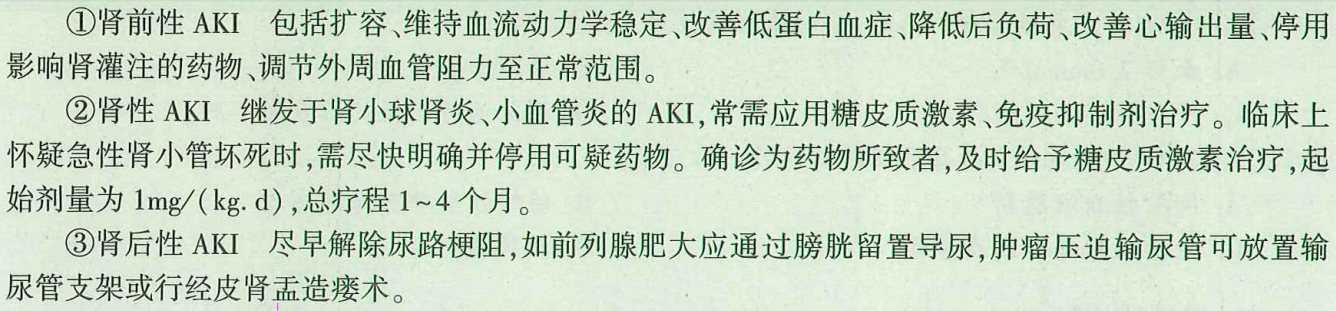 ①肾前性 AKI　包括扩容、维持血流动力学稳定、改善低蛋白血症、降低后负荷、改善心输出量、停用
影响肾灌注的药物、调节外周血管阻力至正常范围。
②肾性 AKI　继发于肾小球肾炎、小血管炎的 AKI,常需应用糖皮质激素、免疫抑制剂治疗。临床上
怀疑急性肾小管坏死时,需尽快明确并停用可疑药物。确诊为药物所致者,及时给予糖皮质激素治疗,起
始剂量为 1mg/(kg. d),总疗程 1~4 个月。
③肾后性 AKI　尽早解除尿路梗阻,如前列腺肥大应通过膀胱留置导尿,肿瘤压迫输尿管可放置输
尿管支架或行经皮肾盂造瘘术。